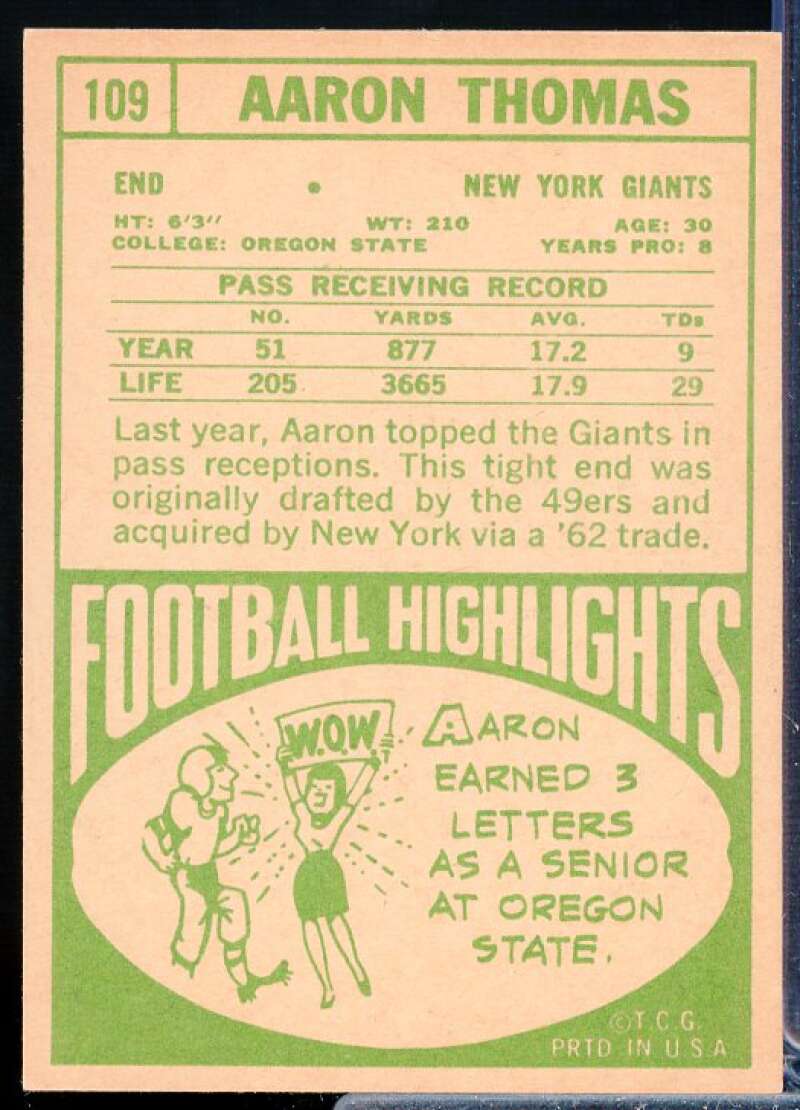 109 AARON THOMAS
END • NEW YORK GIANTS
HT: 6'3" WT: 210 AGE: 30
COLLEGE: OREGON STATE YEARS PRO: 8
PASS RECEIVING RECORD
NO. YARDS AVG. TDs
YEAR 51 877 17.2 9
LIFE 205 3665 17.9 29
Last year, Aaron topped the Giants in
pass receptions. This tight end was
originally drafted by the 49ers and
acquired by New York via a '62 trade.
FOOTBALL HIGHLIGHTS
W.O.W.
AARON
EARNED 3
LETTERS
AS A SENIOR
AT OREGON
STATE.
©T.C.G.
PRTD IN U.S.A